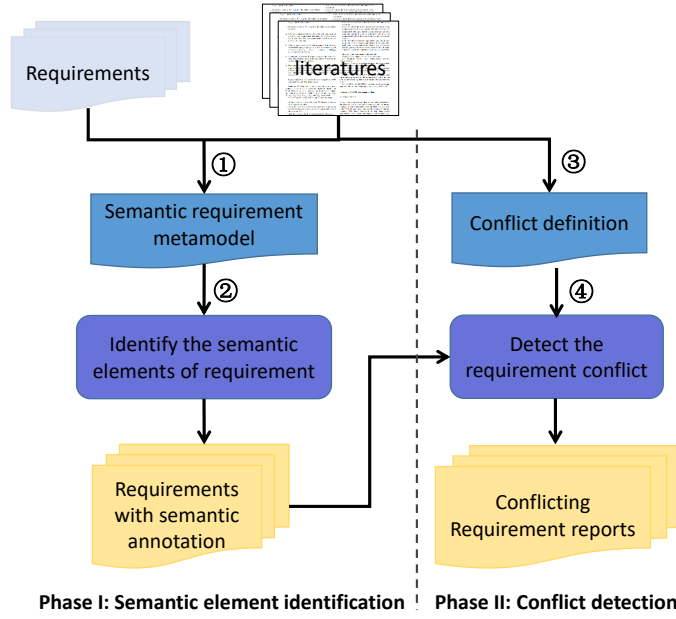 Requirements
literatures
①
③
Semantic requirement
metamodel
Conflict definition
②
④
Identify the semantic
elements of requirement
Detect the
requirement conflict
Requirements
with semantic
annotation
Conflicting
Requirement reports
Phase I: Semantic element identification
Phase II: Conflict detection